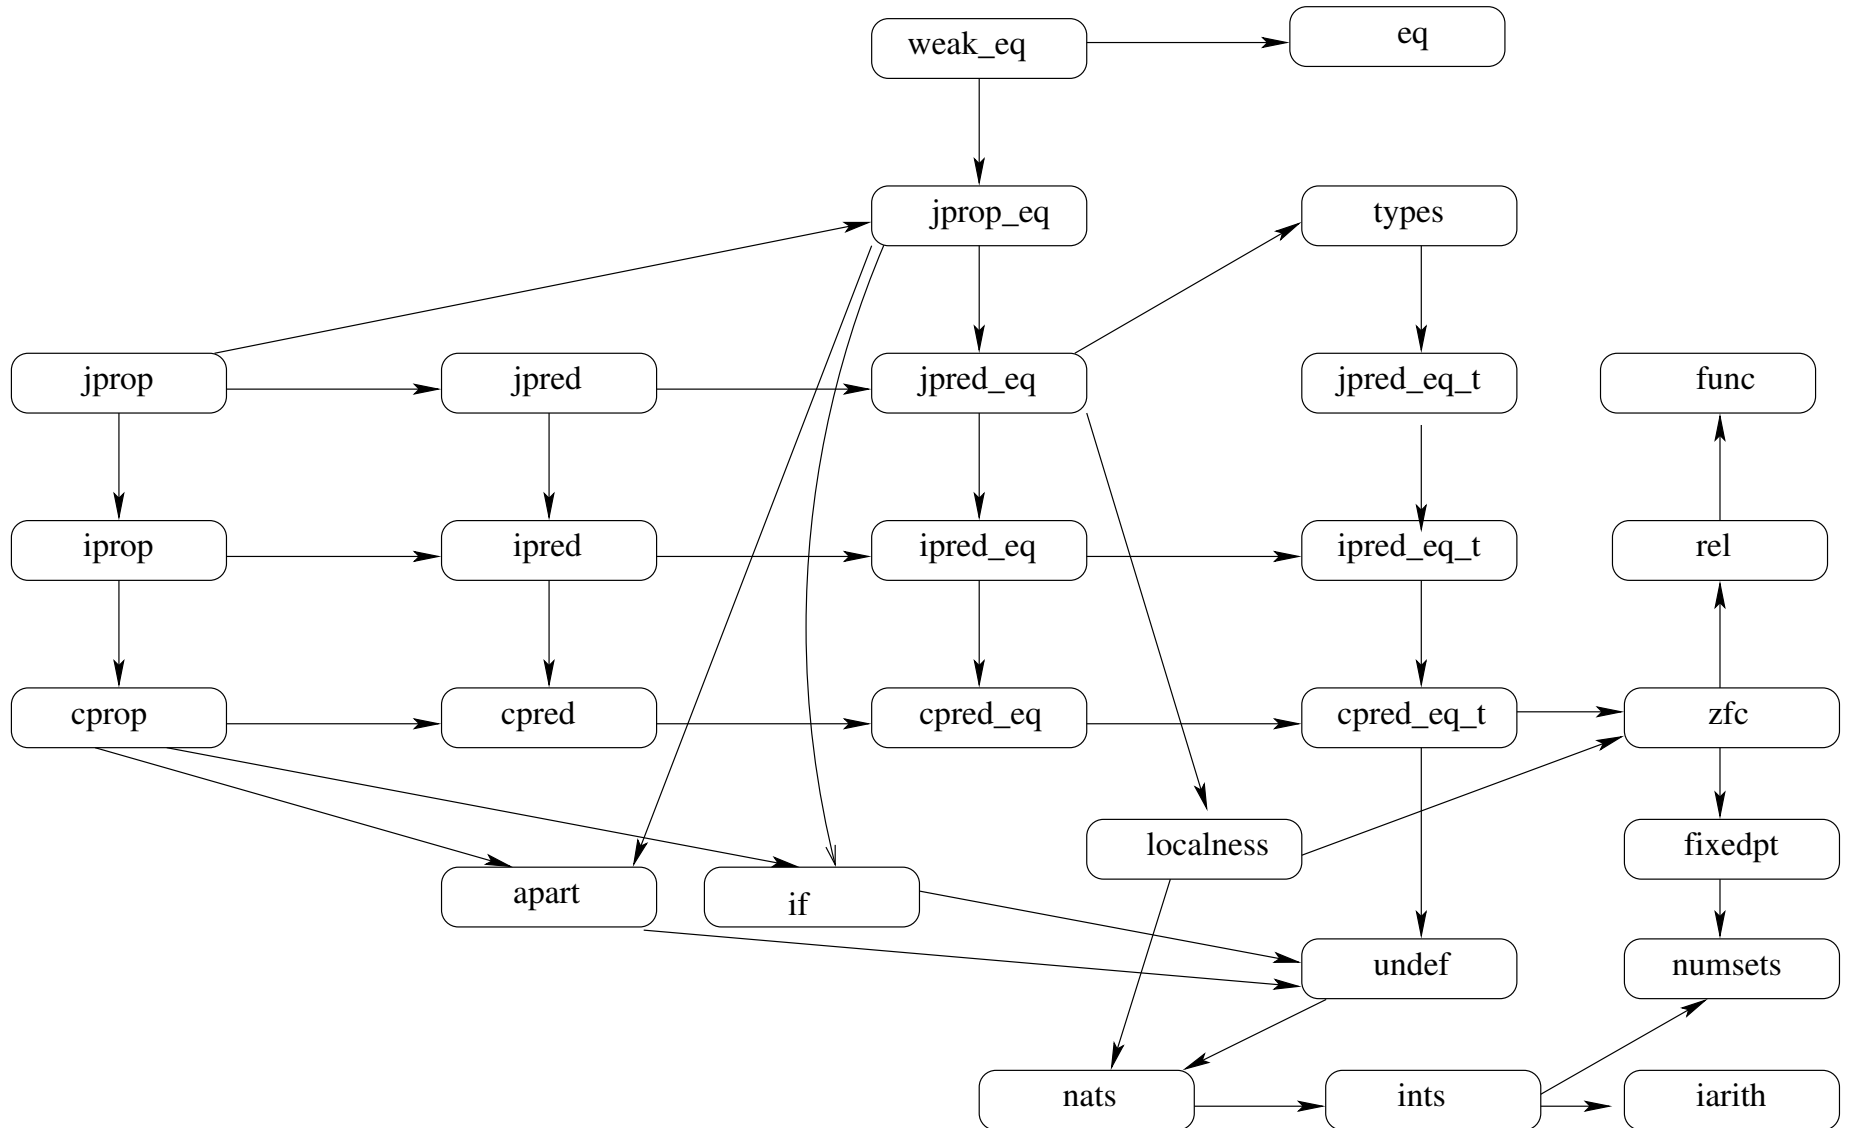 weak_eq
eq
jprop_eq
types
jprop
jpred
jpred_eq
jpred_eq_t
func
iprop
ipred
ipred_eq
ipred_eq_t
rel
cprop
cpred
cpred_eq
cpred_eq_t
zfc
localness
fixedpt
apart
if
undef
numsets
nats
ints
iarith